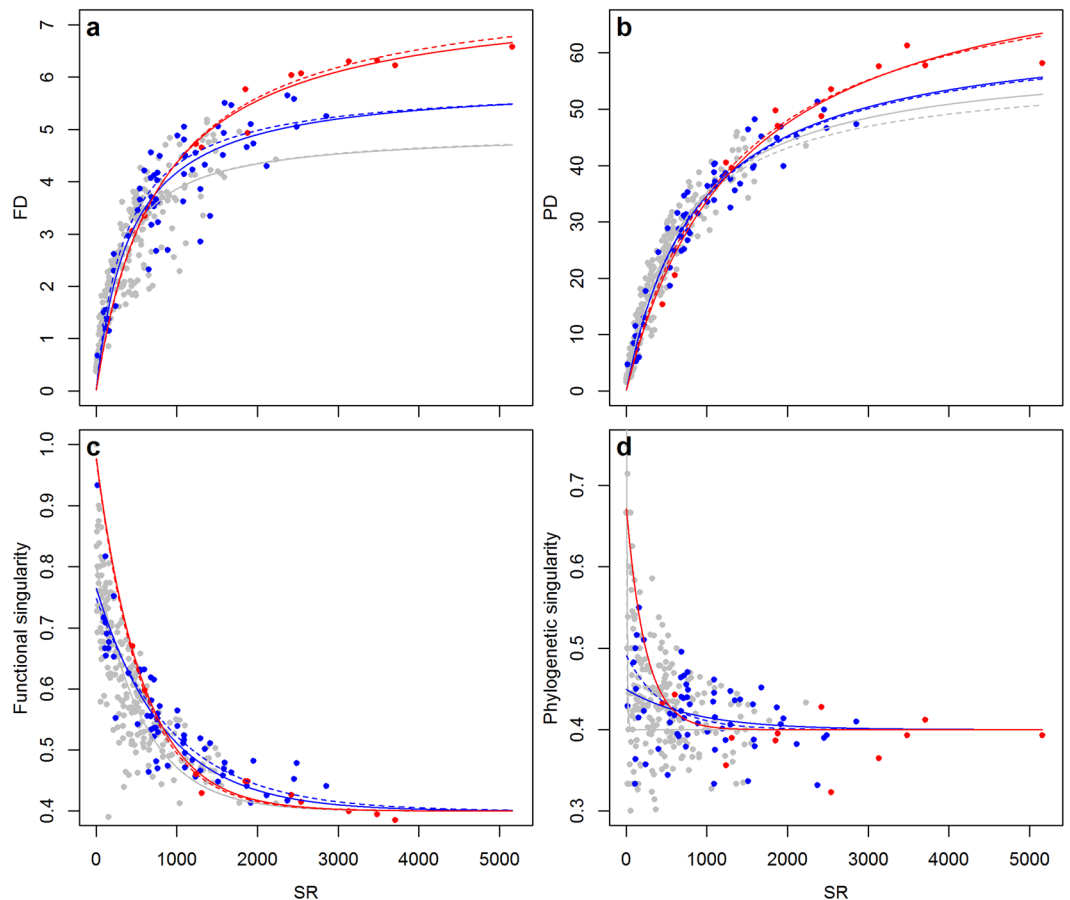 a
FD
0 1 2 3 4 5 6 7
b
PD
0 10 20 30 40 50 60
c
Functional singularity
0.4 0.5 0.6 0.7 0.8 0.9 1.0
0 1000 2000 3000 4000 5000
SR
d
Phylogenetic singularity
0.3 0.4 0.5 0.6 0.7
0 1000 2000 3000 4000 5000
SR